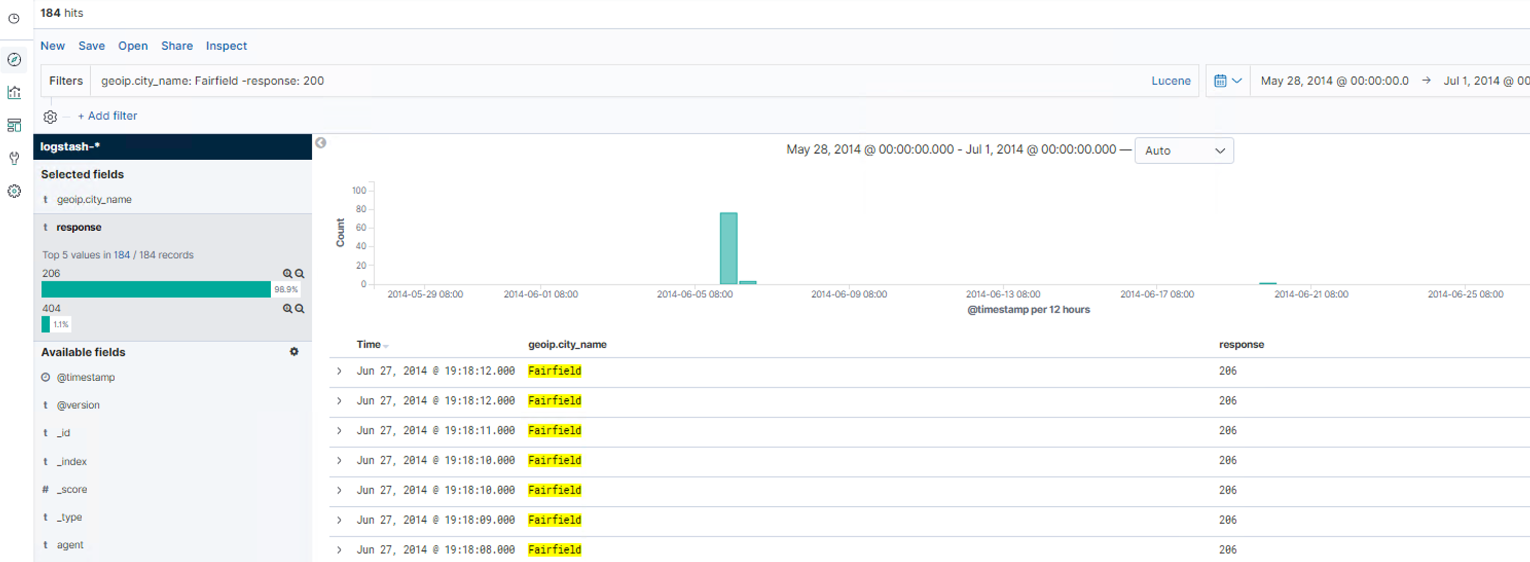 184 hits
New Save Open Share Inspect
Filters geoip.city_name: Fairfield -response: 200 Lucene May 28, 2014 @ 00:00:00.0 → Jul 1, 2014 @ 00
+ Add filter
logstash-*
Selected fields
t geoip.city_name
t response
Top 5 values in 184 / 184 records
206
98.9%
404
1.1%
Available fields
@timestamp
t @version
t _id
t _index
# _score
t _type
t agent
May 28, 2014 @ 00:00:00.000 - Jul 1, 2014 @ 00:00:00.000 — Auto
Count
100
80
60
40
20
0
2014-05-29 08:00 2014-06-01 08:00 2014-06-05 08:00 2014-06-09 08:00 2014-06-13 08:00 2014-06-17 08:00 2014-06-21 08:00 2014-06-25 08:00
@timestamp per 12 hours
Time geoip.city_name response
Jun 27, 2014 @ 19:18:12.000 Fairfield 206
Jun 27, 2014 @ 19:18:12.000 Fairfield 206
Jun 27, 2014 @ 19:18:11.000 Fairfield 206
Jun 27, 2014 @ 19:18:10.000 Fairfield 206
Jun 27, 2014 @ 19:18:10.000 Fairfield 206
Jun 27, 2014 @ 19:18:09.000 Fairfield 206
Jun 27, 2014 @ 19:18:08.000 Fairfield 206